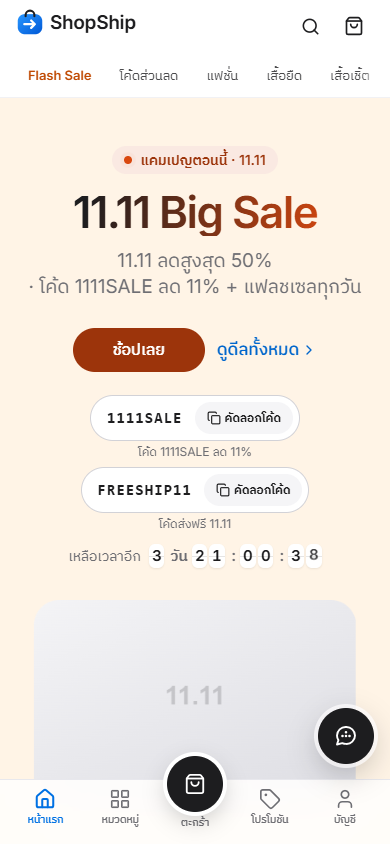 ShopShip
Flash Sale โค้ดส่วนลด แฟชั่น เสื้อยืด เสื้อเชิ้ต
แคมเปญตอนนี้ · 11.11
11.11 Big Sale
11.11 ลดสูงสุด 50%
· โค้ด 1111SALE ลด 11% + แฟลชเซลทุกวัน
ช้อปเลย ดูดีลทั้งหมด
1111SALE คัดลอกโค้ด
โค้ด 1111SALE ลด 11%
FREESHIP11 คัดลอกโค้ด
โค้ดส่งฟรี 11.11
เหลือเวลาอีก 3 วัน 21 : 00 : 38
11.11
หน้าแรก หมวดหมู่ ตะกร้า โปรโมชัน บัญชี